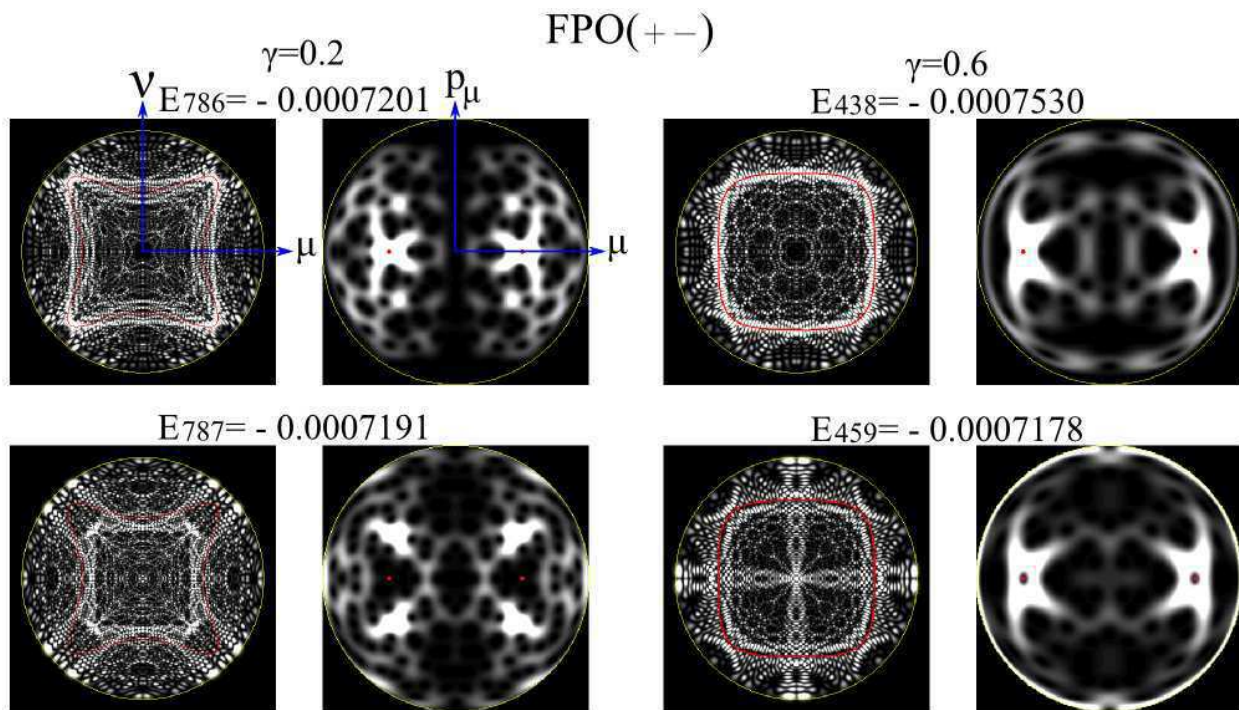 FPO(+ −)
γ=0.2
γ=0.6
E786= - 0.0007201
E438= - 0.0007530
ν
pμ
μ
μ
E787= - 0.0007191
E459= - 0.0007178